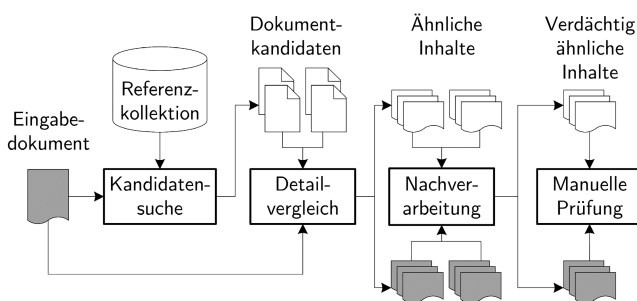 Dokument-
kandidaten
Ähnliche
Inhalte
Verdächtig
ähnliche
Inhalte
Referenz-
kollektion
Eingabe-
dokument
Kandidaten-
suche
Detail-
vergleich
Nachver-
arbeitung
Manuelle
Prüfung